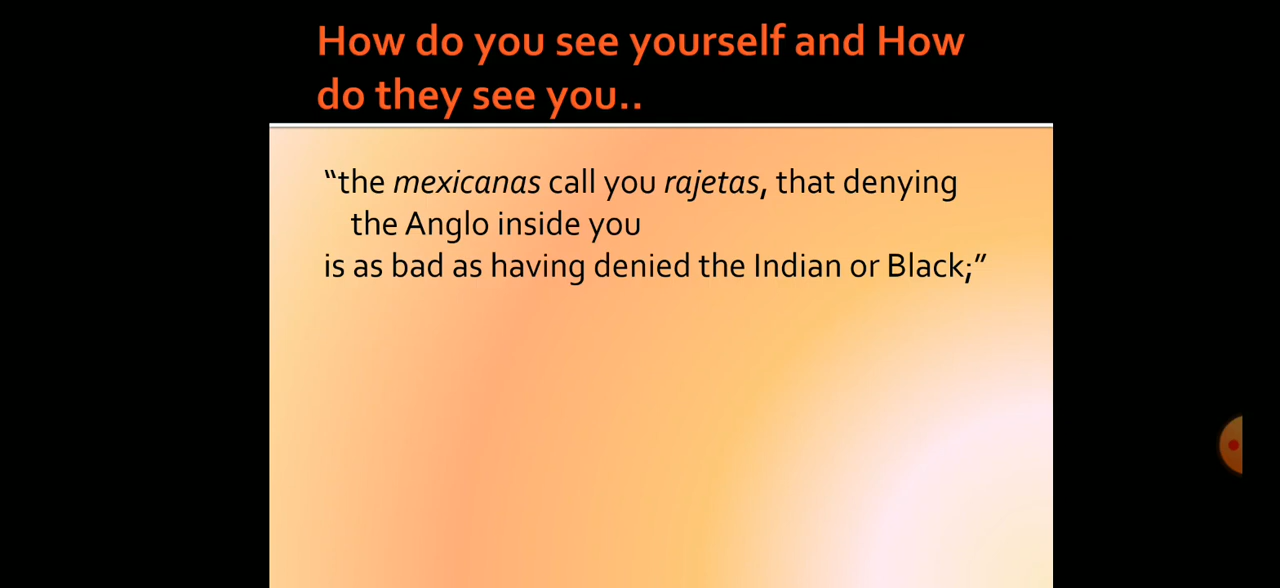 How do you see yourself and How
do they see you..
“the mexicanas call you rajetas, that denying
the Anglo inside you
is as bad as having denied the Indian or Black;”